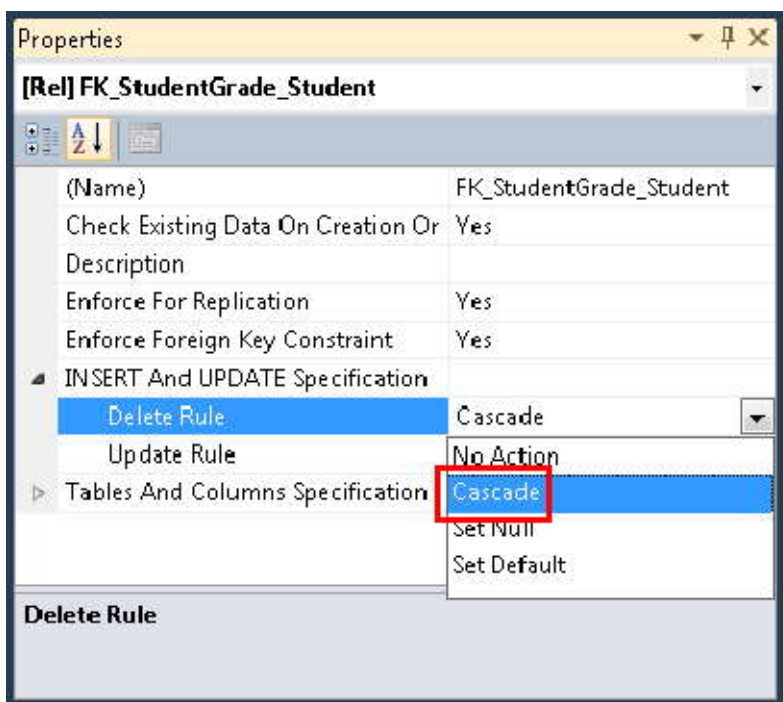 Properties
[Rel] FK_StudentGrade_Student
(Name) FK_StudentGrade_Student
Check Existing Data On Creation Or Yes
Description
Enforce For Replication Yes
Enforce Foreign Key Constraint Yes
INSERT And UPDATE Specification
Delete Rule Cascade
Update Rule No Action
Tables And Columns Specification Cascade
Set Null
Set Default
Delete Rule